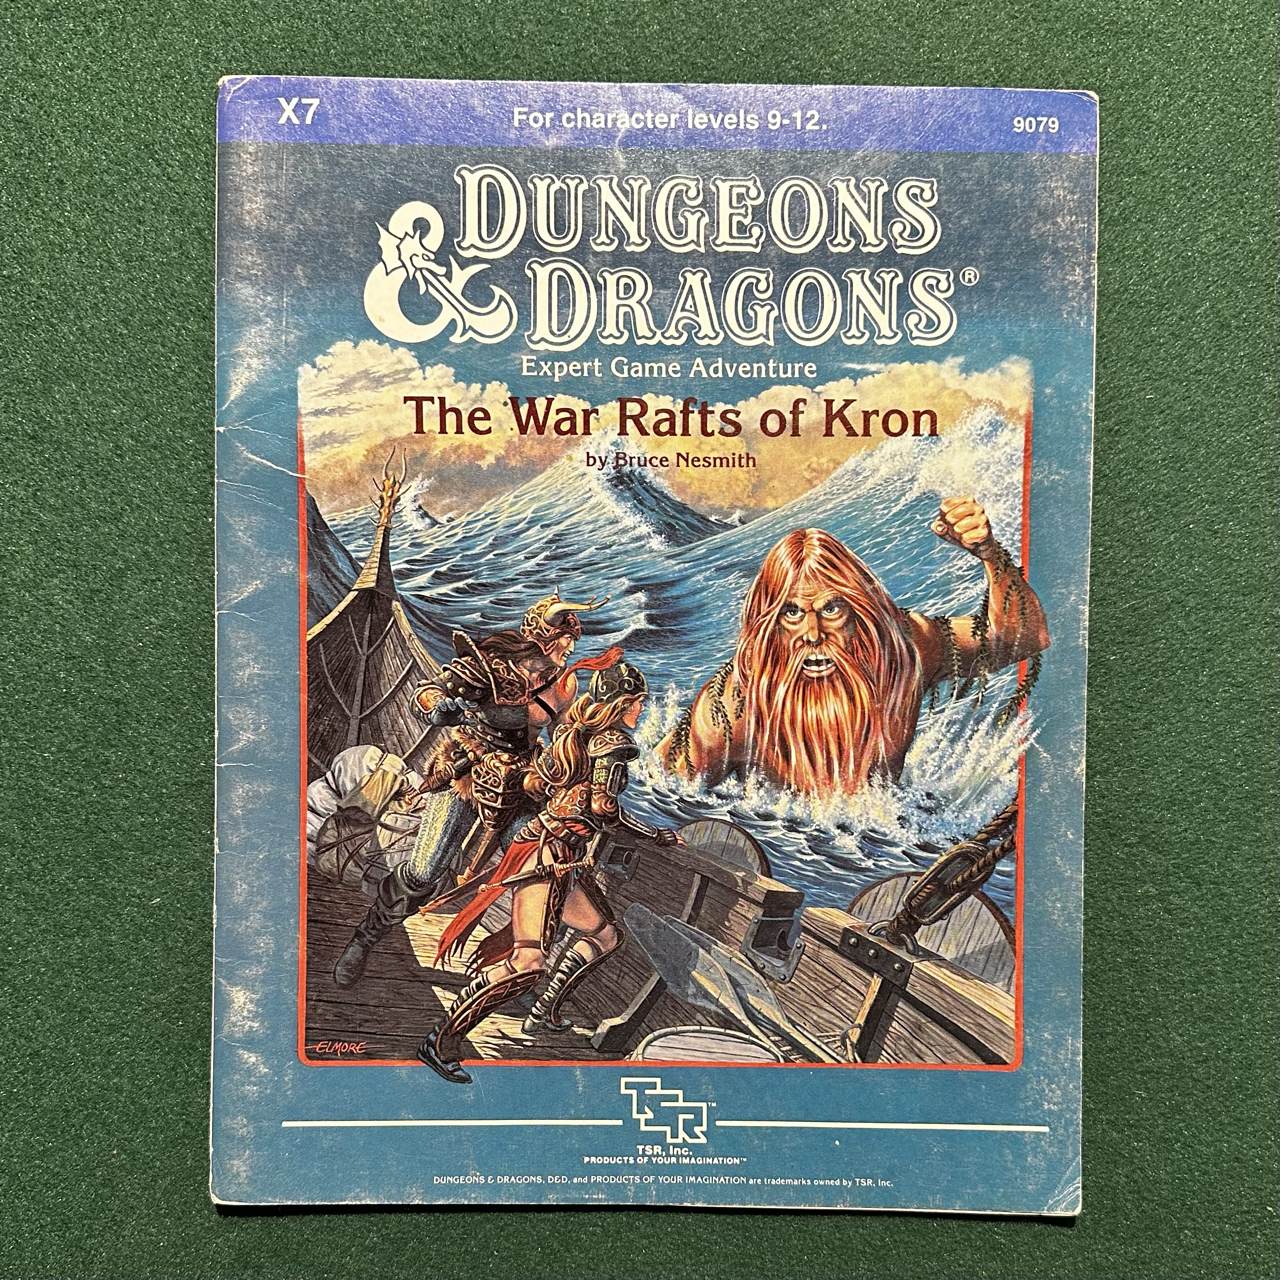 X7
For character levels 9-12.
9079
DUNGEONS
& DRAGONS®
Expert Game Adventure
The War Rafts of Kron
by Bruce Nesmith
ELMORE
TSR™
TSR, Inc.
PRODUCTS OF YOUR IMAGINATION™
DUNGEONS & DRAGONS, D&D, and PRODUCTS OF YOUR IMAGINATION are trademarks owned by TSR, Inc.